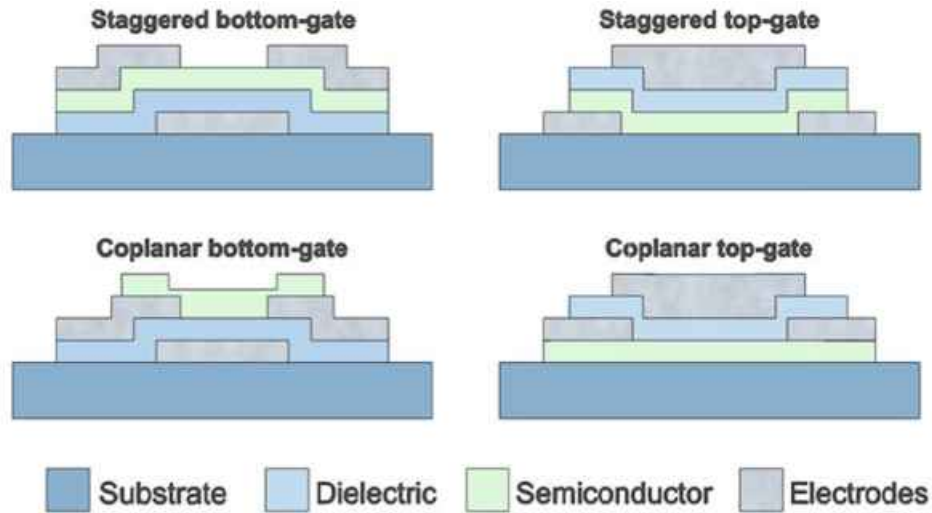 Staggered bottom-gate
Staggered top-gate
Coplanar bottom-gate
Coplanar top-gate
Substrate
Dielectric
Semiconductor
Electrodes